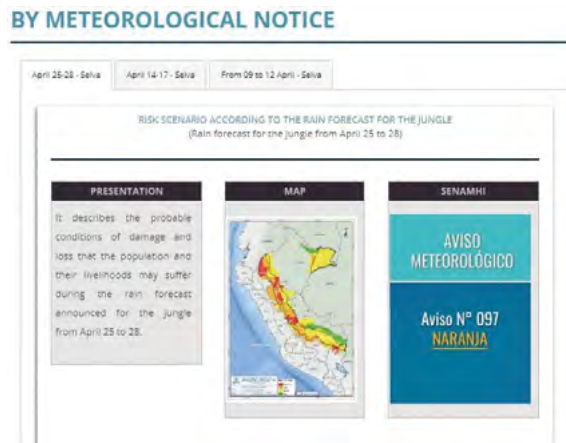 BY METEOROLOGICAL NOTICE
April 25-28 - Selva
April 14-17 - Selva
From 09 to 12 April - Selva
RISK SCENARIO ACCORDING TO THE RAIN FORECAST FOR THE JUNGLE
(Rain forecast for the Jungle from April 25 to 28)
PRESENTATION
It describes the probable
conditions of damage and
loss that the population and
their livelihoods may suffer
during the rain forecast
announced for the jungle
from April 25 to 28.
MAP
SENAMHI
AVISO
METEOROLÓGICO
Aviso N° 097
NARANJA